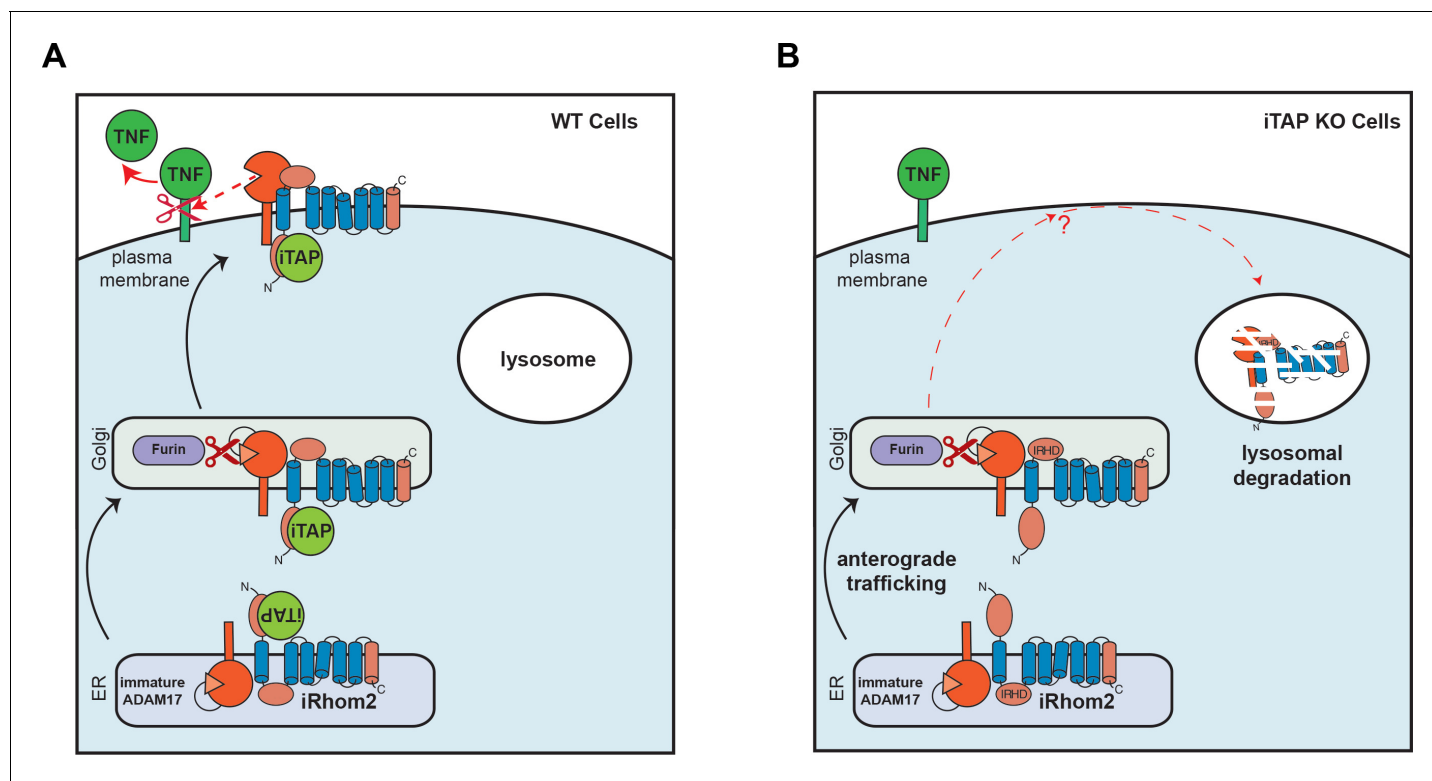 A
WT Cells
TNF
TNF
C
plasma
membrane
iTAP
N
lysosome
Golgi
Furin
C
iTAP
N
N
iTAP
ER
immature
ADAM17
iRhom2
C
B
iTAP KO Cells
TNF
?
plasma
membrane
IRHD
C
N
lysosomal
degradation
Golgi
Furin
IRHD
C
N
anterograde
trafficking
N
ER
immature
ADAM17
IRHD
iRhom2
C